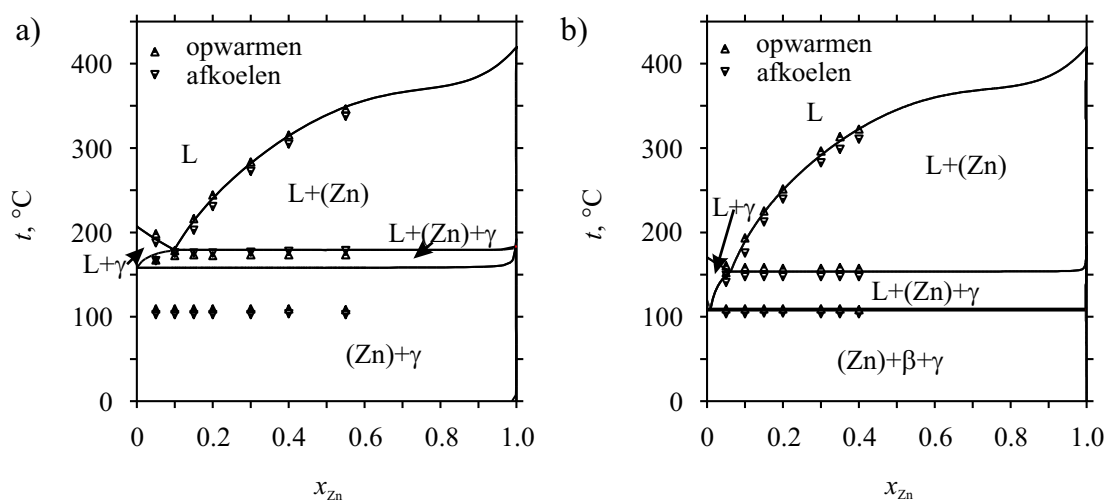 a)
opwarmen
afkoelen
400
300
200
100
0
t, °C
L
L+(Zn)
L+(Zn)+γ
L+γ
(Zn)+γ
0
0.2
0.4
0.6
0.8
1.0
xZn
b)
opwarmen
afkoelen
400
300
200
100
0
t, °C
L
L+(Zn)
L+γ
L+(Zn)+γ
(Zn)+β+γ
0
0.2
0.4
0.6
0.8
1.0
xZn